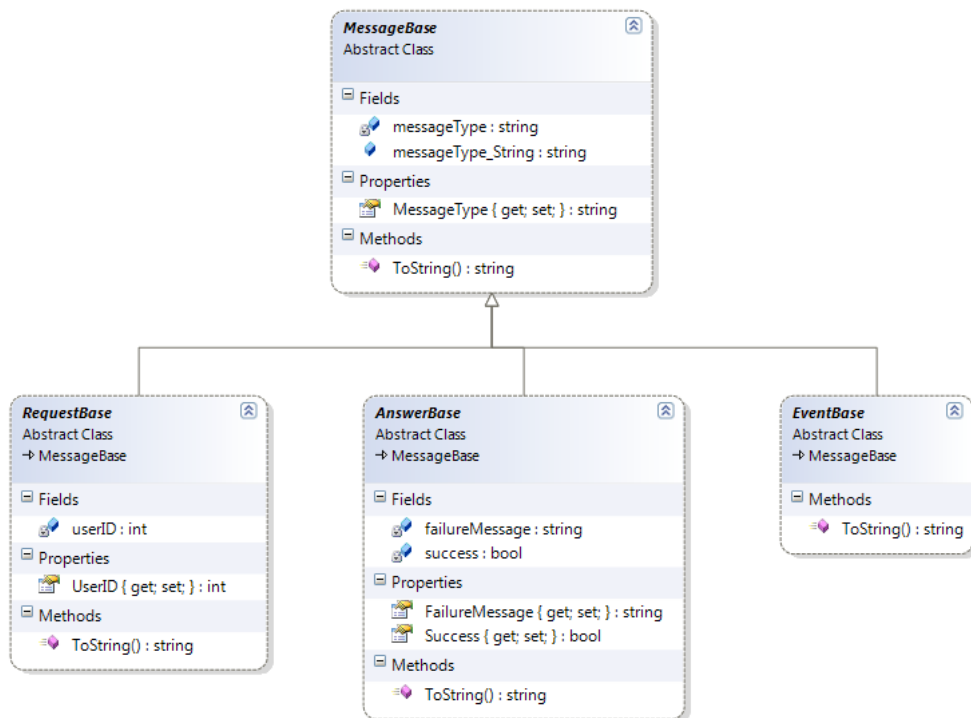 MessageBase
Abstract Class
Fields
messageType : string
messageType_String : string
Properties
MessageType { get; set; } : string
Methods
ToString() : string
RequestBase
Abstract Class
MessageBase
Fields
userID : int
Properties
UserID { get; set; } : int
Methods
ToString() : string
AnswerBase
Abstract Class
MessageBase
Fields
failureMessage : string
success : bool
Properties
FailureMessage { get; set; } : string
Success { get; set; } : bool
Methods
ToString() : string
EventBase
Abstract Class
MessageBase
Methods
ToString() : string